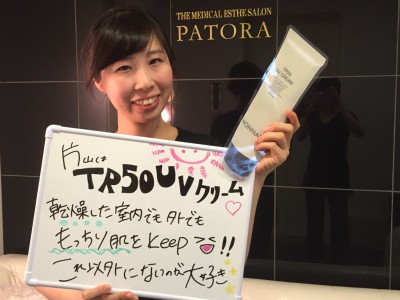 THE MEDICAL ESTHE SALON
PATORA
片山は
TR50UVクリーム
乾燥した室内でも外でも
もっちり肌をkeep!!
これ以外にないのが大好き